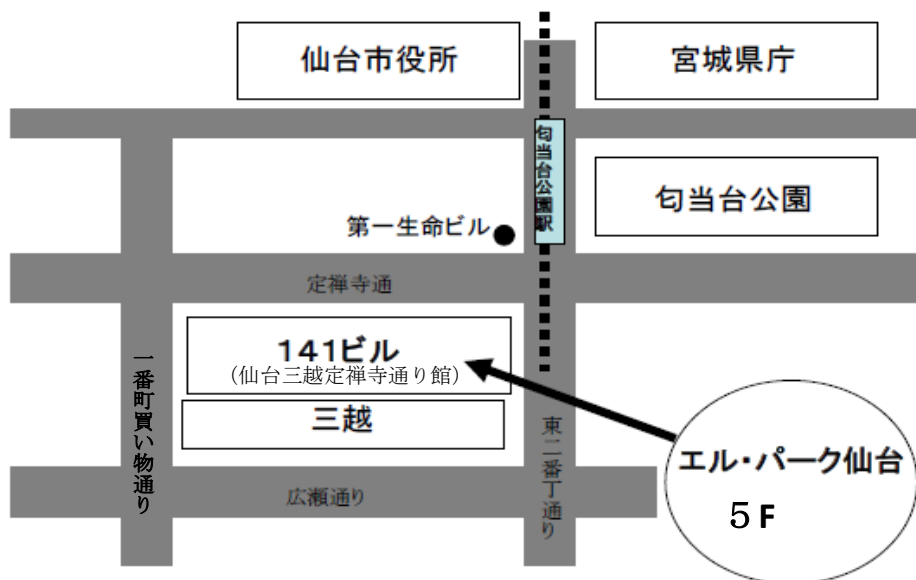 仙台市役所
宮城県庁
匂当台公園駅
匂当台公園
第一生命ビル
定禅寺通
141ビル
(仙台三越定禅寺通り館)
三越
一番町買い物通り
東二番丁通り
エル・パーク仙台
5F
広瀬通り